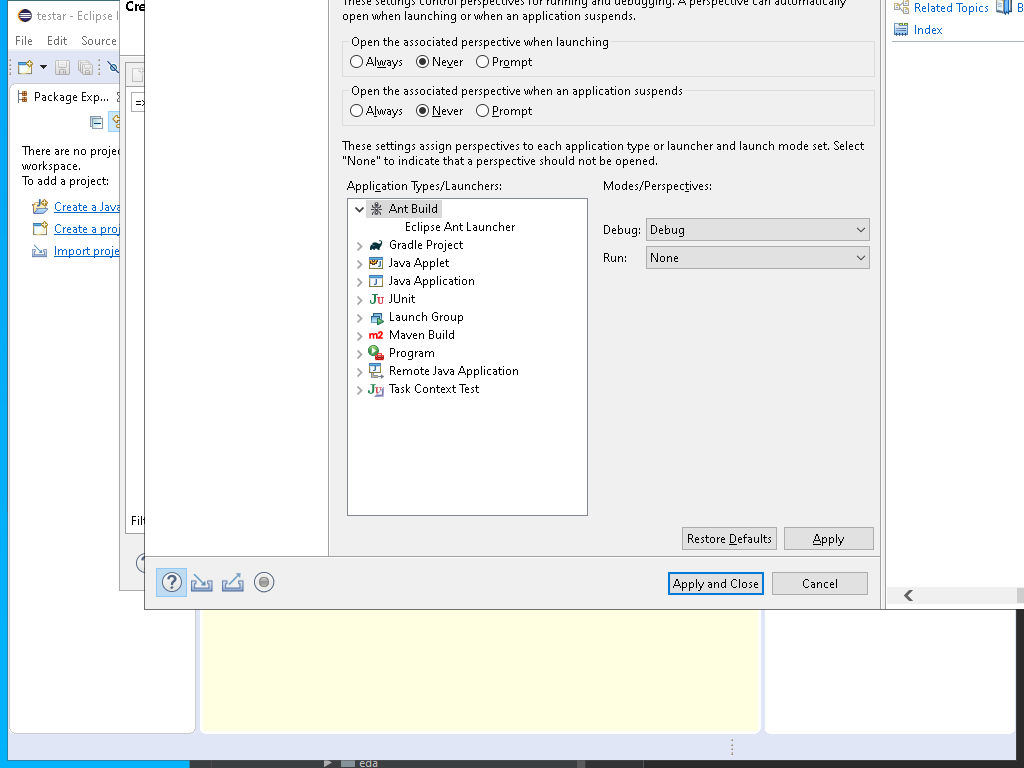 testar - Eclipse I
File Edit Source
Package Exp...
There are no proje
workspace.
To add a project:
Create a Java
Create a proj
Import proje
Cre
=>
Filt
These settings control perspectives for running and debugging. A perspective can automatically
open when launching or when an application suspends.
Open the associated perspective when launching
Always Never Prompt
Open the associated perspective when an application suspends
Always Never Prompt
These settings assign perspectives to each application type or launcher and launch mode set. Select
"None" to indicate that a perspective should not be opened.
Application Types/Launchers:
Modes/Perspectives:
Ant Build
Eclipse Ant Launcher
Gradle Project
Java Applet
Java Application
JUnit
Launch Group
Maven Build
Program
Remote Java Application
Task Context Test
Debug: Debug
Run: None
Restore Defaults Apply
Apply and Close Cancel
Related Topics B
Index
eda